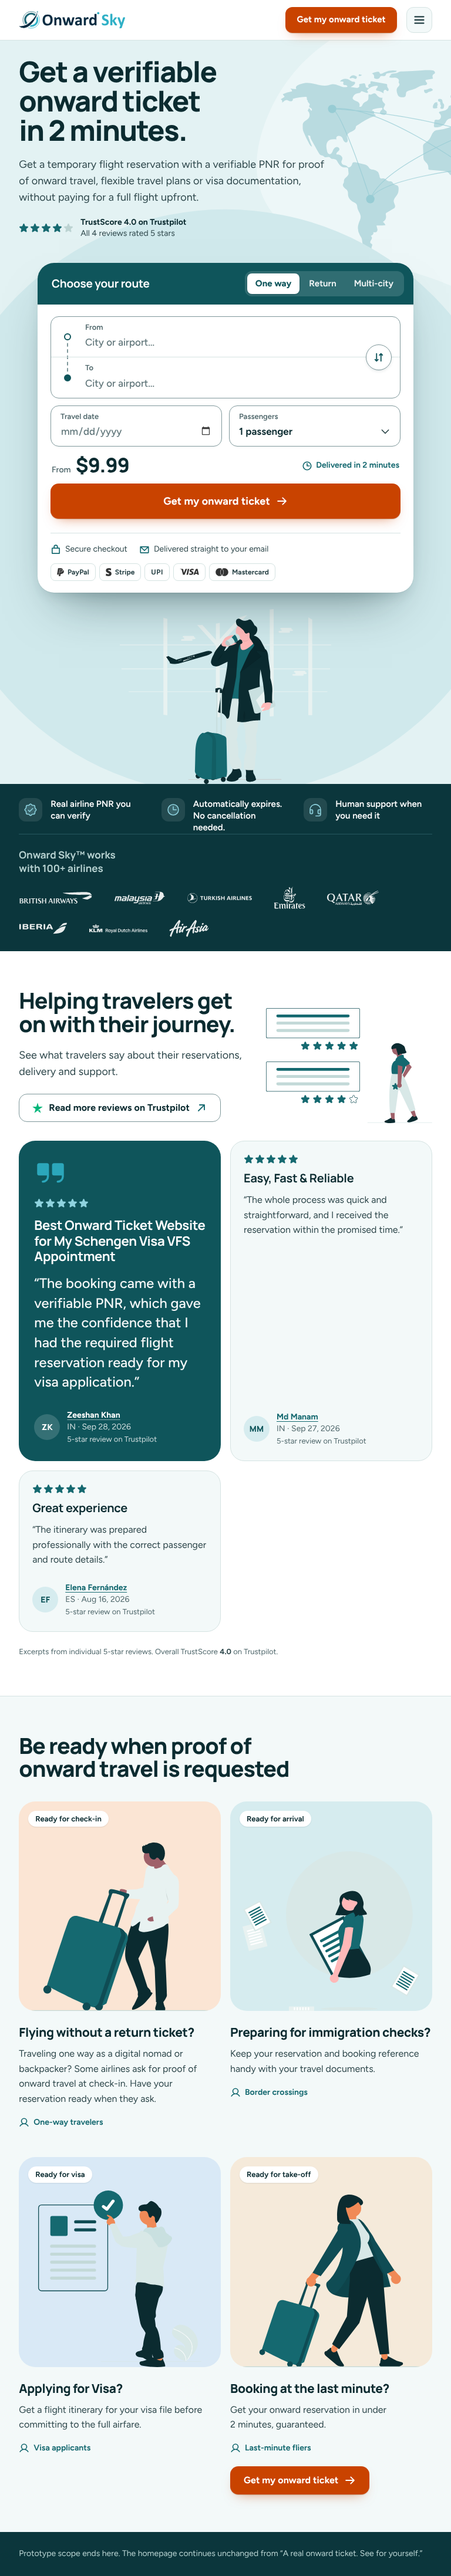 Onward Sky
Get my onward ticket
Get a verifiable
onward ticket
in 2 minutes.
Get a temporary flight reservation with a verifiable PNR for proof
of onward travel, flexible travel plans or visa documentation,
without paying for a full flight upfront.
TrustScore 4.0 on Trustpilot
All 4 reviews rated 5 stars
Choose your route
One way
Return
Multi-city
From
City or airport...
To
City or airport...
Travel date
mm/dd/yyyy
Passengers
1 passenger
From $9.99
Delivered in 2 minutes
Get my onward ticket
Secure checkout
Delivered straight to your email
PayPal
Stripe
UPI
VISA
Mastercard
Real airline PNR you
can verify
Automatically expires.
No cancellation
needed.
Human support when
you need it
Onward Sky™ works
with 100+ airlines
BRITISH AIRWAYS
malaysia
TURKISH AIRLINES
Emirates
QATAR
IBERIA
KLM Royal Dutch Airlines
AirAsia
Helping travelers get
on with their journey.
See what travelers say about their reservations,
delivery and support.
Read more reviews on Trustpilot
Best Onward Ticket Website
for My Schengen Visa VFS
Appointment
“The booking came with a
verifiable PNR, which gave
me the confidence that I
had the required flight
reservation ready for my
visa application.”
ZK
Zeeshan Khan
IN · Sep 28, 2026
5-star review on Trustpilot
Easy, Fast & Reliable
“The whole process was quick and
straightforward, and I received the
reservation within the promised time.”
MM
Md Manam
IN · Sep 27, 2026
5-star review on Trustpilot
Great experience
“The itinerary was prepared
professionally with the correct passenger
and route details.”
EF
Elena Fernández
ES · Aug 16, 2026
5-star review on Trustpilot
Excerpts from individual 5-star reviews. Overall TrustScore 4.0 on Trustpilot.
Be ready when proof of
onward travel is requested
Ready for check-in
Flying without a return ticket?
Traveling one way as a digital nomad or
backpacker? Some airlines ask for proof of
onward travel at check-in. Have your
reservation ready when they ask.
One-way travelers
Ready for arrival
Preparing for immigration checks?
Keep your reservation and booking reference
handy with your travel documents.
Border crossings
Ready for visa
Applying for Visa?
Get a flight itinerary for your visa file before
committing to the full airfare.
Visa applicants
Ready for take-off
Booking at the last minute?
Get your onward reservation in under
2 minutes, guaranteed.
Last-minute fliers
Get my onward ticket
Prototype scope ends here. The homepage continues unchanged from “A real onward ticket. See for yourself.”